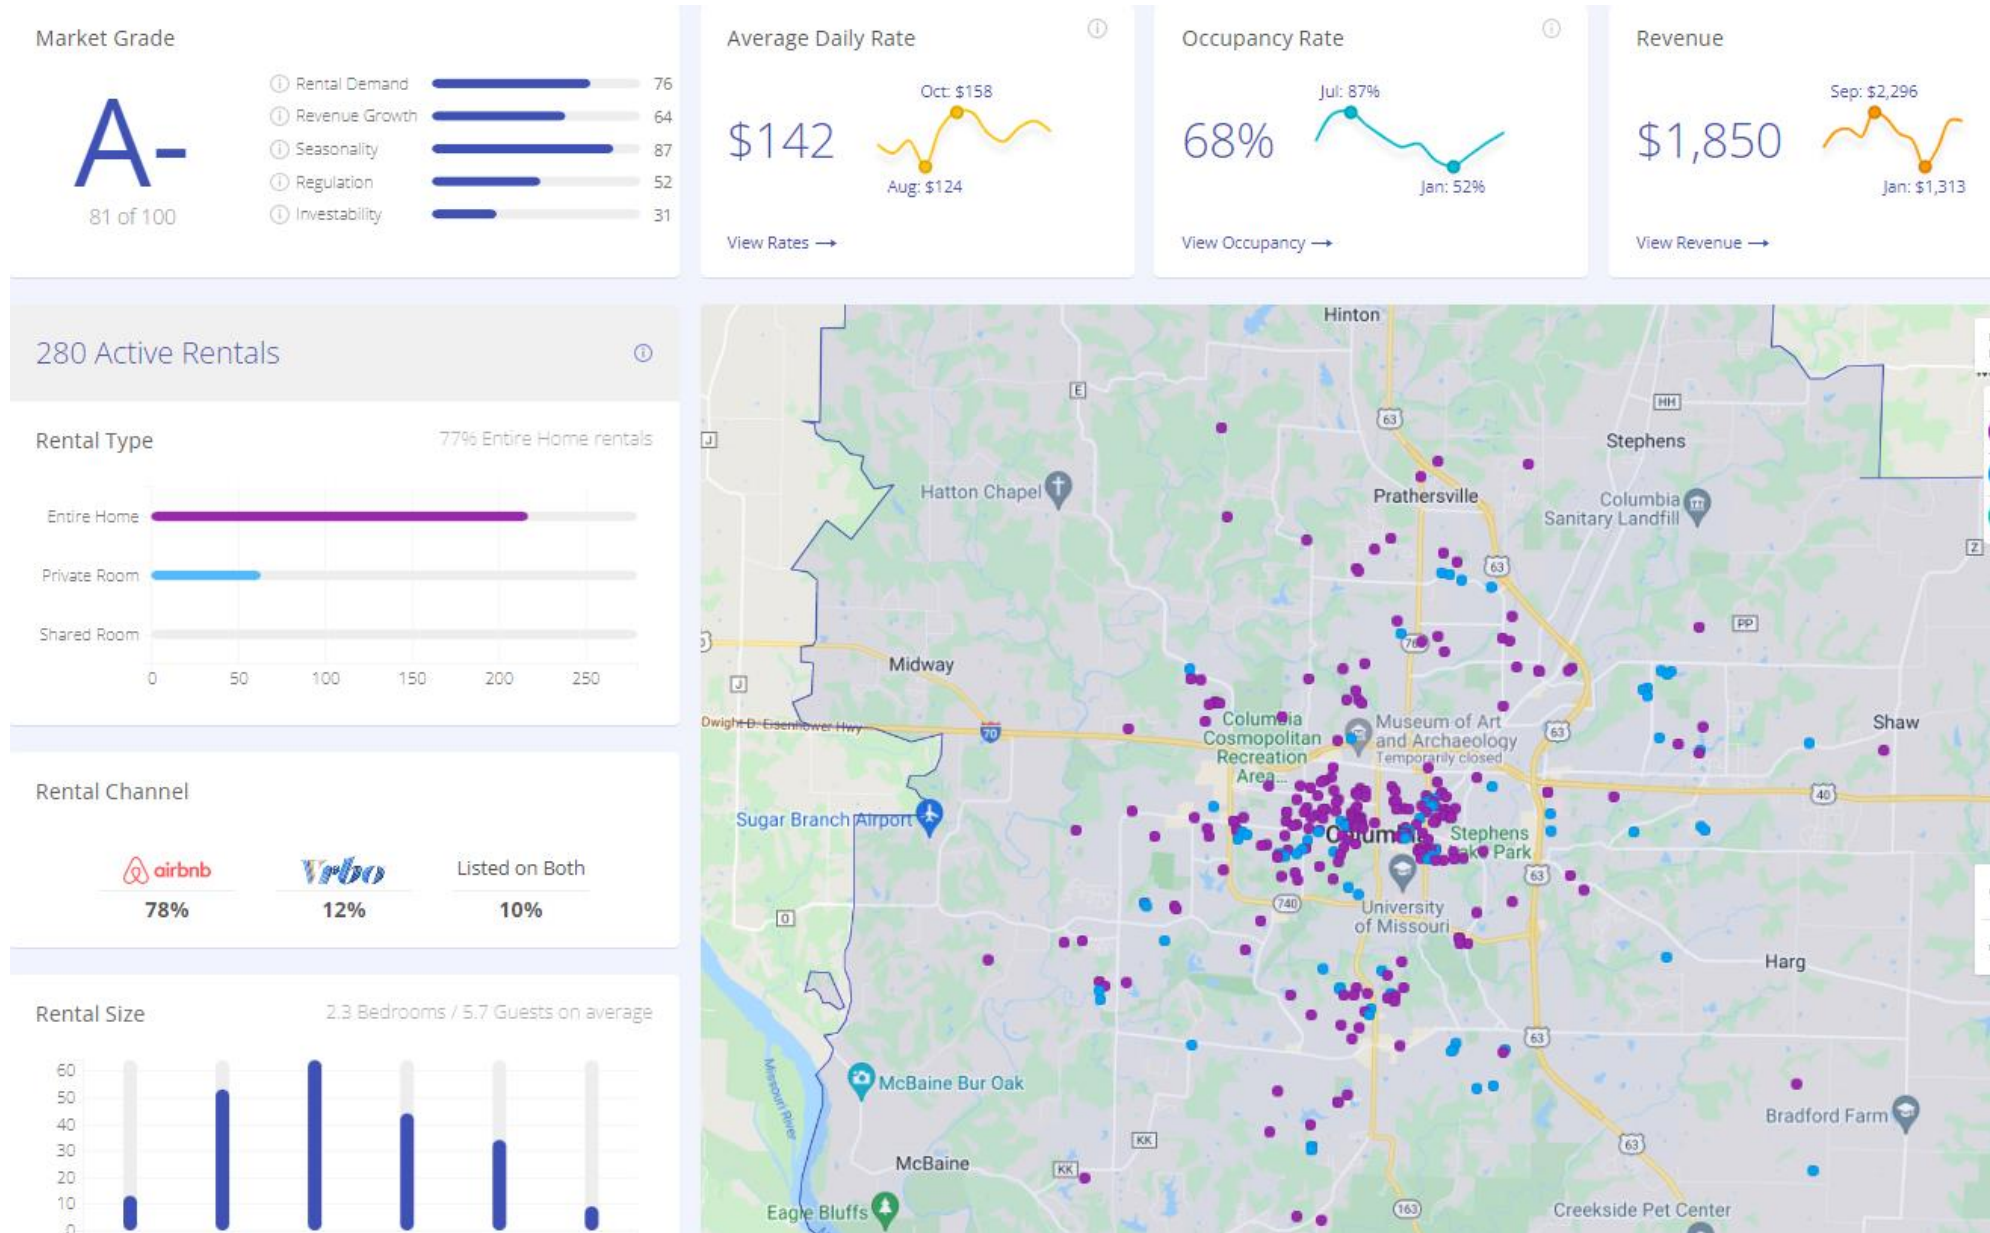 Market Grade
A-
81 of 100
Rental Demand 76
Revenue Growth 64
Seasonality 87
Regulation 52
Investability 31
Average Daily Rate
$142
Oct: $158
Aug: $124
View Rates →
Occupancy Rate
68%
Jul: 87%
Jan: 52%
View Occupancy →
Revenue
$1,850
Sep: $2,296
Jan: $1,313
View Revenue →
280 Active Rentals
Rental Type
77% Entire Home rentals
Entire Home
Private Room
Shared Room
0 50 100 150 200 250
Rental Channel
airbnb
78%
Vrbo
12%
Listed on Both
10%
Rental Size
2.3 Bedrooms / 5.7 Guests on average
60
50
40
30
20
10
0
Hinton
E
63
HH
J
Stephens
Hatton Chapel
Prathersville
Columbia
Sanitary Landfill
Z
63
PP
Midway
J
Dwight D. Eisenhower Hwy
70
Columbia
Cosmopolitan
Recreation
Area...
Museum of Art
and Archaeology
Temporarily closed
63
Shaw
40
Sugar Branch Airport
Stephens
Park
63
O
740
University
of Missouri
Harg
63
Missouri River
McBaine Bur Oak
Bradford Farm
KK
63
McBaine
KK
Eagle Bluffs
163
Creekside Pet Center